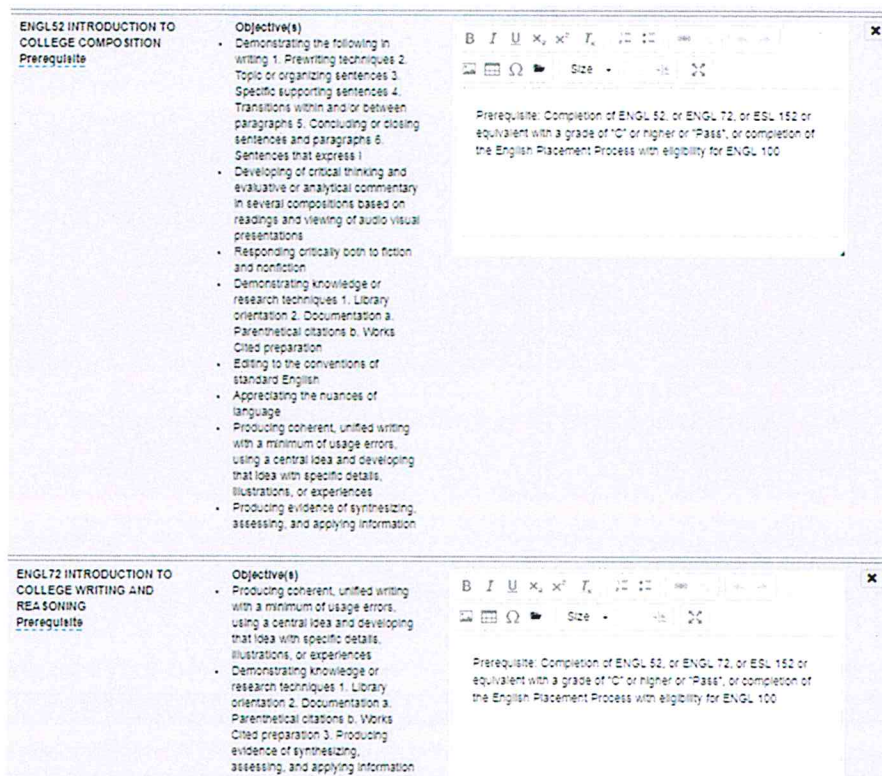 ENGL52 INTRODUCTION TO
COLLEGE COMPOSITION
Prerequisite
Objective(s)
• Demonstrating the following in
writing 1. Prewriting techniques 2.
Topic or organizing sentences 3.
Specific supporting sentences 4.
Transitions within and/or between
paragraphs 5. Concluding or closing
sentences and paragraphs 6.
Sentences that express l
• Developing of critical thinking and
evaluative or analytical commentary
in several compositions based on
readings and viewing of audio visual
presentations
• Responding critically both to fiction
and nonfiction
• Demonstrating knowledge or
research techniques 1. Library
orientation 2. Documentation a.
Parenthetical citations b. Works
Cited preparation
• Editing to the conventions of
standard English
• Appreciating the nuances of
language
• Producing coherent, unified writing
with a minimum of usage errors,
using a central idea and developing
that idea with specific details,
illustrations, or experiences
• Producing evidence of synthesizing,
assessing, and applying information
B I U x₂ x² Tx
Ω Size
Prerequisite: Completion of ENGL 52, or ENGL 72, or ESL 152 or
equivalent with a grade of "C" or higher or "Pass", or completion of
the English Placement Process with eligibility for ENGL 100
ENGL72 INTRODUCTION TO
COLLEGE WRITING AND
REASONING
Prerequisite
Objective(s)
• Producing coherent, unified writing
with a minimum of usage errors,
using a central idea and developing
that idea with specific details,
illustrations, or experiences
• Demonstrating knowledge or
research techniques 1. Library
orientation 2. Documentation a.
Parenthetical citations b. Works
Cited preparation 3. Producing
evidence of synthesizing,
assessing, and applying information
B I U x₂ x² Tx
Ω Size
Prerequisite: Completion of ENGL 52, or ENGL 72, or ESL 152 or
equivalent with a grade of "C" or higher or "Pass", or completion of
the English Placement Process with eligibility for ENGL 100